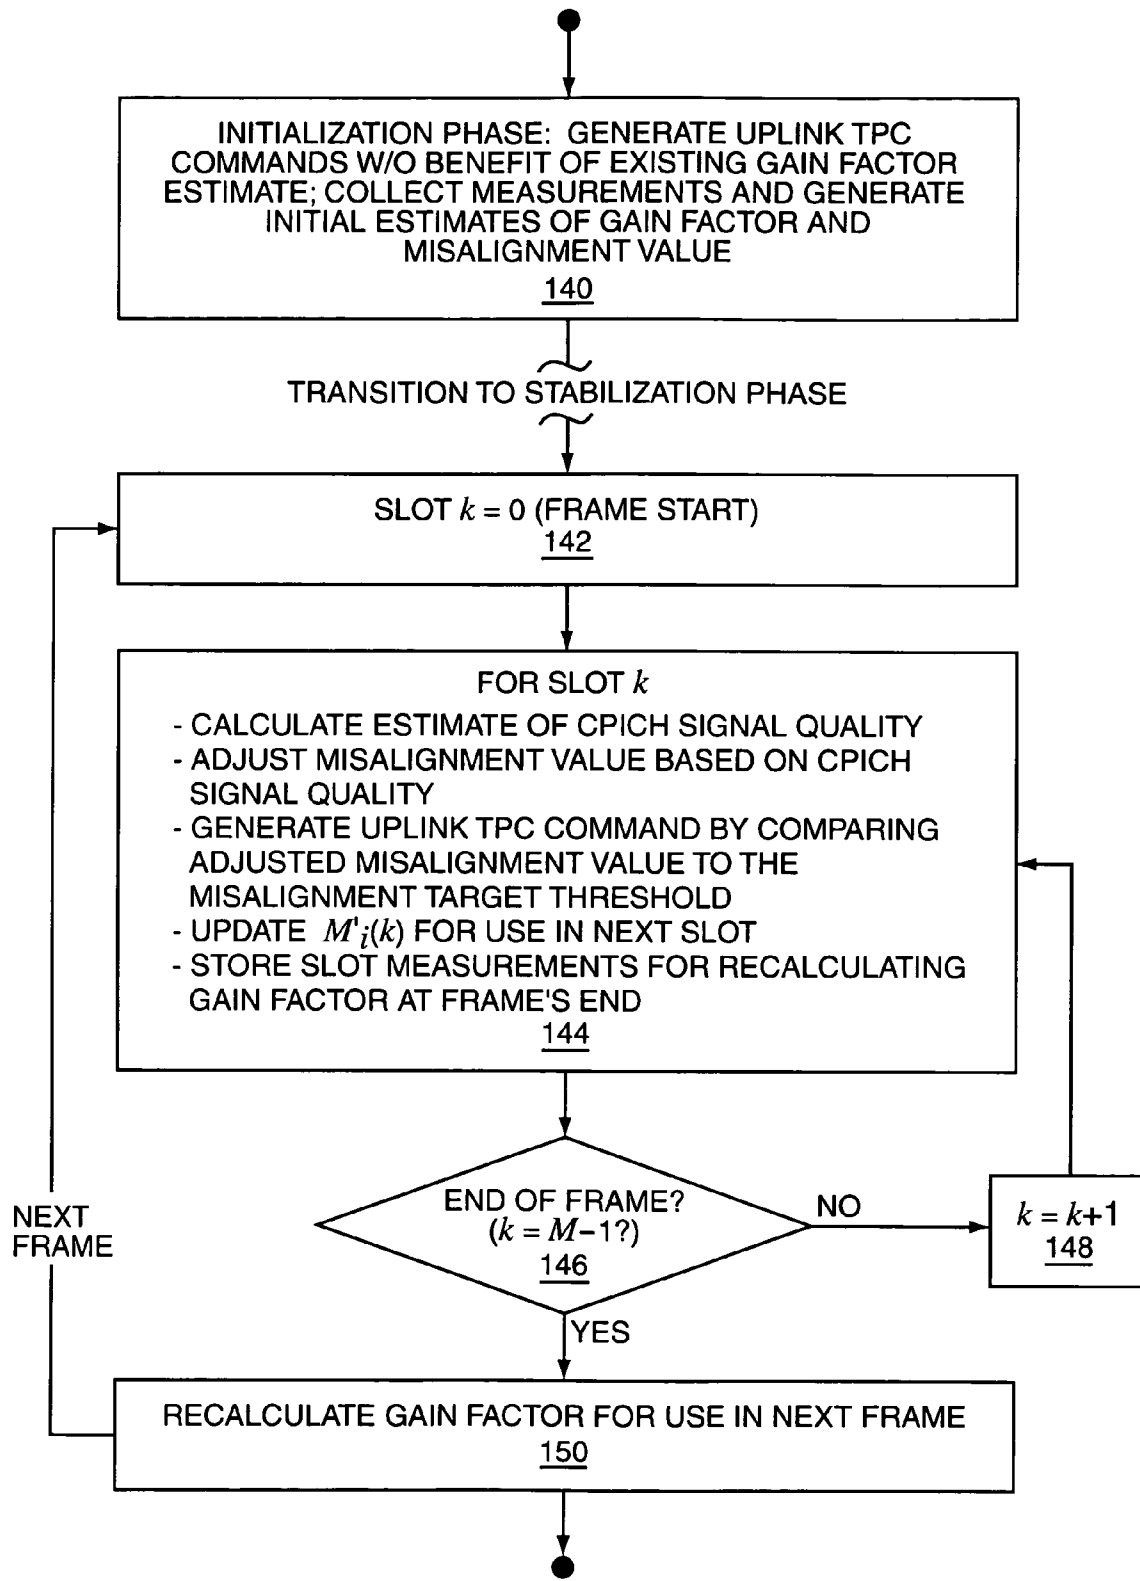 INITIALIZATION PHASE: GENERATE UPLINK TPC
COMMANDS W/O BENEFIT OF EXISTING GAIN FACTOR
ESTIMATE; COLLECT MEASUREMENTS AND GENERATE
INITIAL ESTIMATES OF GAIN FACTOR AND
MISALIGNMENT VALUE
140
TRANSITION TO STABILIZATION PHASE
SLOT k = 0 (FRAME START)
142
FOR SLOT k
- CALCULATE ESTIMATE OF CPICH SIGNAL QUALITY
- ADJUST MISALIGNMENT VALUE BASED ON CPICH
SIGNAL QUALITY
- GENERATE UPLINK TPC COMMAND BY COMPARING
ADJUSTED MISALIGNMENT VALUE TO THE
MISALIGNMENT TARGET THRESHOLD
- UPDATE M'i(k) FOR USE IN NEXT SLOT
- STORE SLOT MEASUREMENTS FOR RECALCULATING
GAIN FACTOR AT FRAME'S END
144
END OF FRAME?
(k = M–1?)
146
NO
k = k+1
148
NEXT
FRAME
YES
RECALCULATE GAIN FACTOR FOR USE IN NEXT FRAME
150